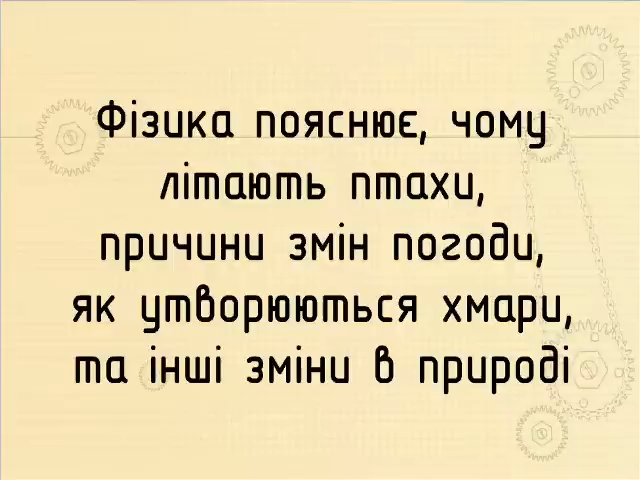 Фізика пояснює, чому
літають птахи,
причини змін погоди,
як утворюються хмари,
та інші зміни в природі